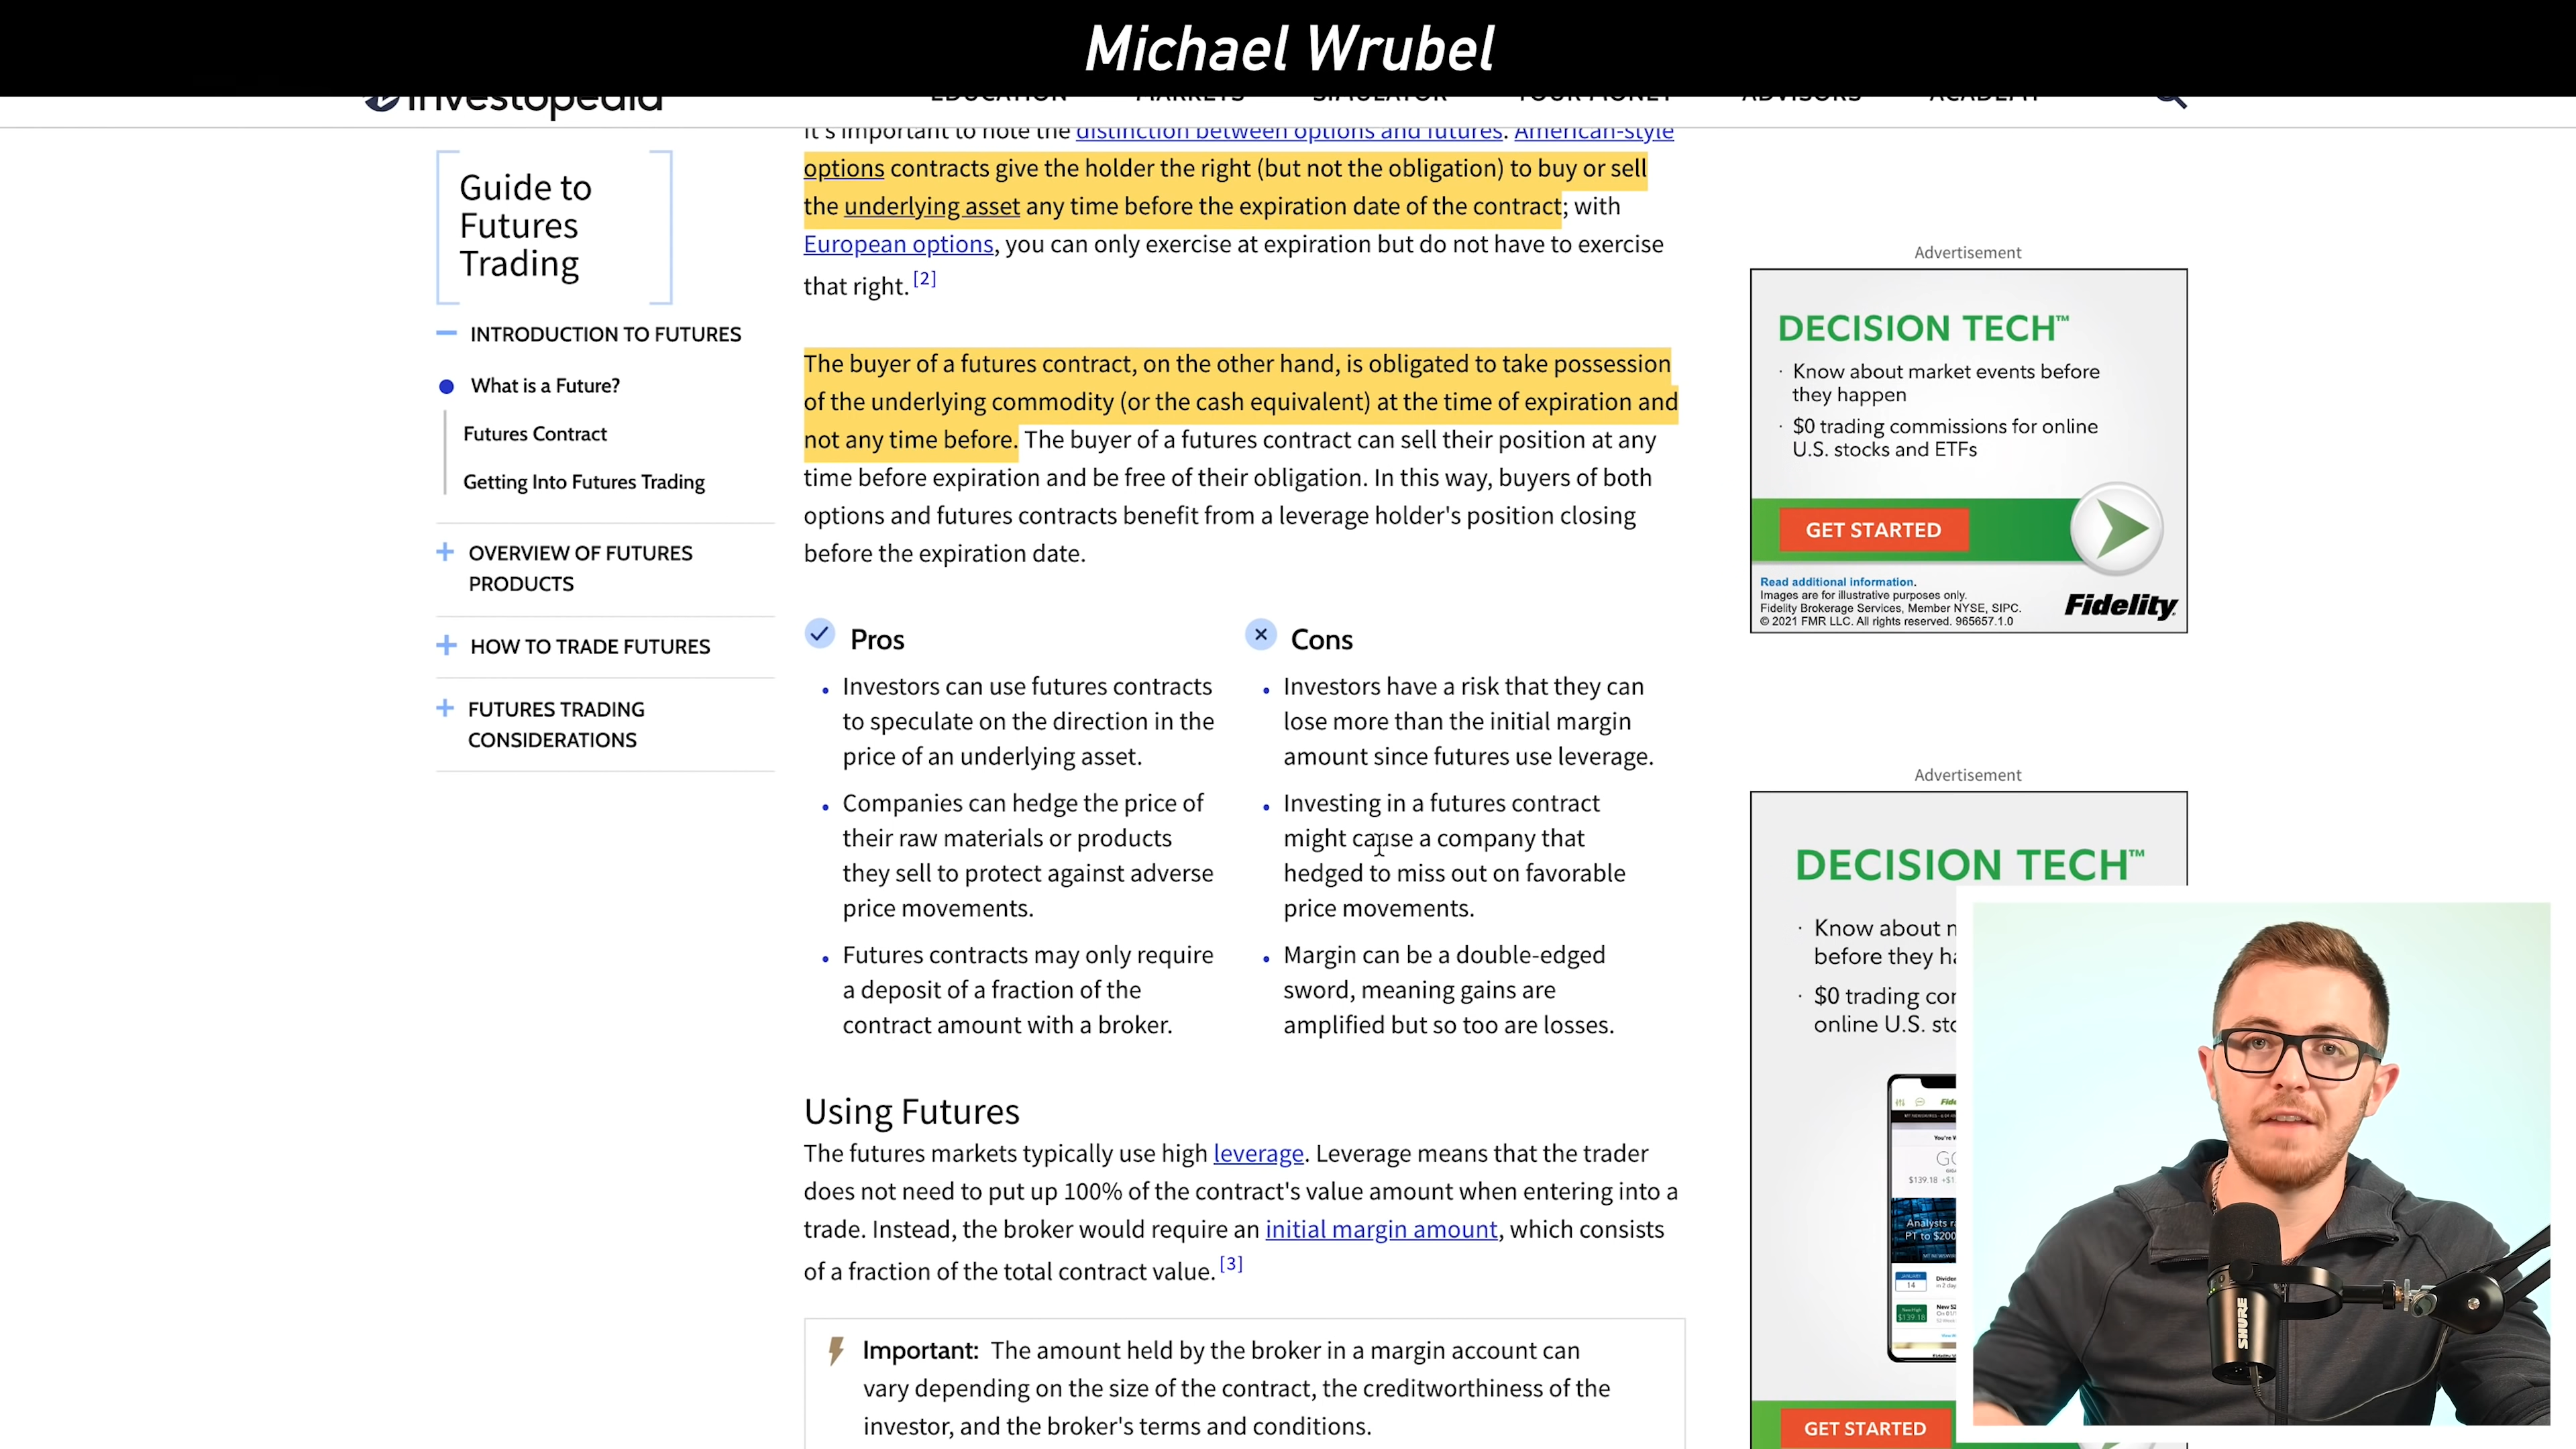 Michael Wrubel
Investopedia
EDUCATION MARKETS SIMULATOR YOUR MONEY ADVISORS ACADEMY
Guide to
Futures
Trading
INTRODUCTION TO FUTURES
What is a Future?
Futures Contract
Getting Into Futures Trading
OVERVIEW OF FUTURES
PRODUCTS
HOW TO TRADE FUTURES
FUTURES TRADING
CONSIDERATIONS
It's important to note the distinction between options and futures. American-style
options contracts give the holder the right (but not the obligation) to buy or sell
the underlying asset any time before the expiration date of the contract; with
European options, you can only exercise at expiration but do not have to exercise
that right. [2]
The buyer of a futures contract, on the other hand, is obligated to take possession
of the underlying commodity (or the cash equivalent) at the time of expiration and
not any time before. The buyer of a futures contract can sell their position at any
time before expiration and be free of their obligation. In this way, buyers of both
options and futures contracts benefit from a leverage holder's position closing
before the expiration date.
Pros
Investors can use futures contracts
to speculate on the direction in the
price of an underlying asset.
Companies can hedge the price of
their raw materials or products
they sell to protect against adverse
price movements.
Futures contracts may only require
a deposit of a fraction of the
contract amount with a broker.
Cons
Investors have a risk that they can
lose more than the initial margin
amount since futures use leverage.
Investing in a futures contract
might cause a company that
hedged to miss out on favorable
price movements.
Margin can be a double-edged
sword, meaning gains are
amplified but so too are losses.
Using Futures
The futures markets typically use high leverage. Leverage means that the trader
does not need to put up 100% of the contract's value amount when entering into a
trade. Instead, the broker would require an initial margin amount, which consists
of a fraction of the total contract value. [3]
Important: The amount held by the broker in a margin account can
vary depending on the size of the contract, the creditworthiness of the
investor, and the broker's terms and conditions.
Advertisement
DECISION TECH™
· Know about market events before
they happen
· $0 trading commissions for online
U.S. stocks and ETFs
GET STARTED
Read additional information.
Images are for illustrative purposes only.
Fidelity Brokerage Services, Member NYSE, SIPC.
© 2021 FMR LLC. All rights reserved. 965657.1.0
Fidelity
Advertisement
DECISION TECH™
· Know about
before they
· $0 trading
online U.S.
$139.18
Analysts
PT to $200
14
$139.18
GET STARTED
SHURE